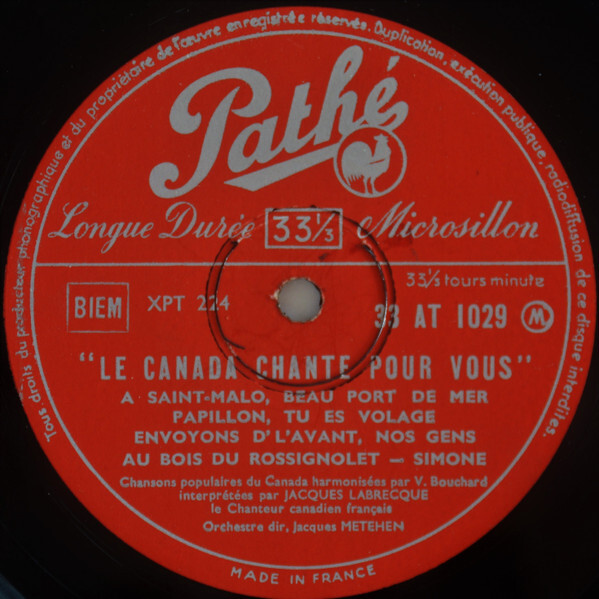 Tous droits du producteur phonographique et du propriétaire de l'œuvre enregistrée réservés. Duplication, exécution publique, radiodiffusion de ce disque interdites.
Pathé
Longue Durée 33 1/3 Microsillon
33 1/3 tours minute
BIEM XPT 224 33 AT 1029 M
"LE CANADA CHANTE POUR VOUS"
A SAINT-MALO, BEAU PORT DE MER
PAPILLON, TU ES VOLAGE
ENVOYONS D'L'AVANT, NOS GENS
AU BOIS DU ROSSIGNOLET — SIMONE
Chansons populaires du Canada harmonisées par V. Bouchard
interprétées par JACQUES LABRECQUE
le Chanteur canadien français
Orchestre dir, Jacques METEHEN
MADE IN FRANCE